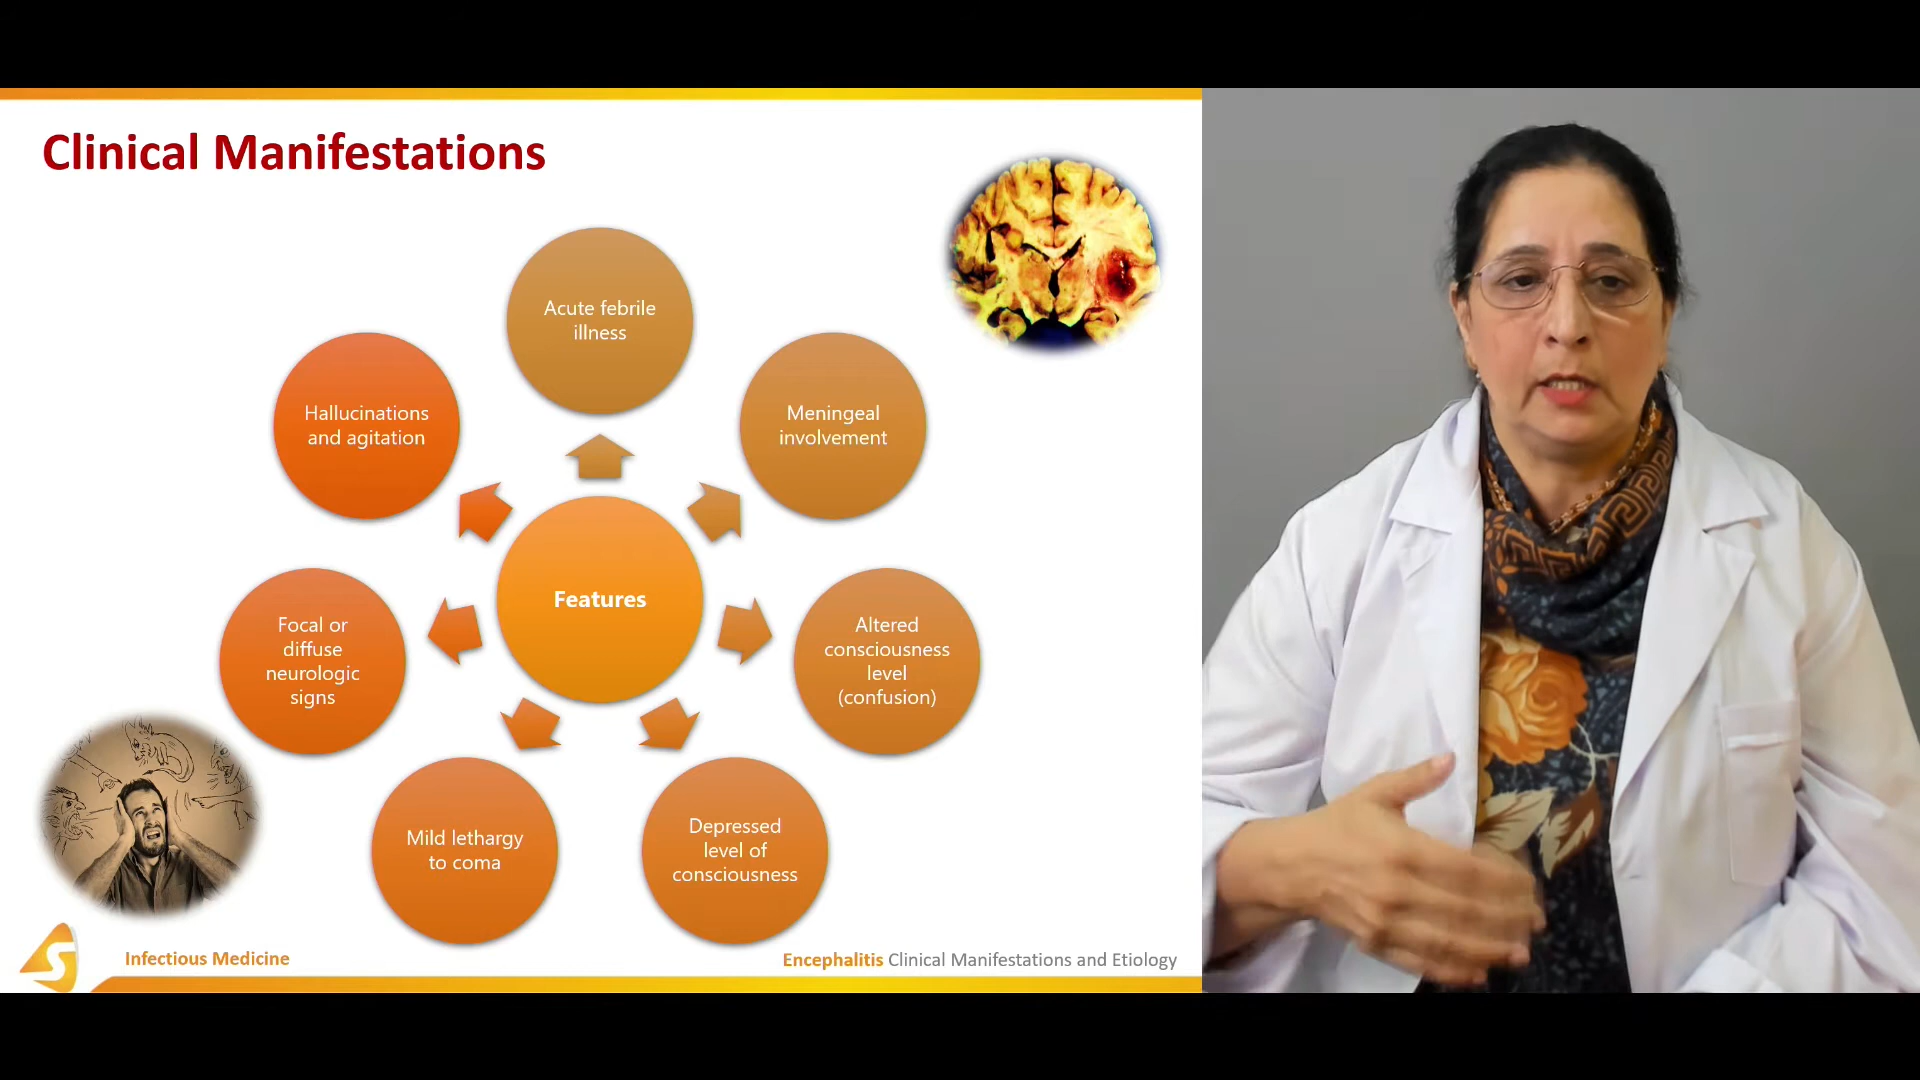 Clinical Manifestations
Acute febrile
illness
Meningeal
involvement
Altered
consciousness
level
(confusion)
Depressed
level of
consciousness
Mild lethargy
to coma
Focal or
diffuse
neurologic
signs
Hallucinations
and agitation
Features
S
Infectious Medicine
Encephalitis Clinical Manifestations and Etiology